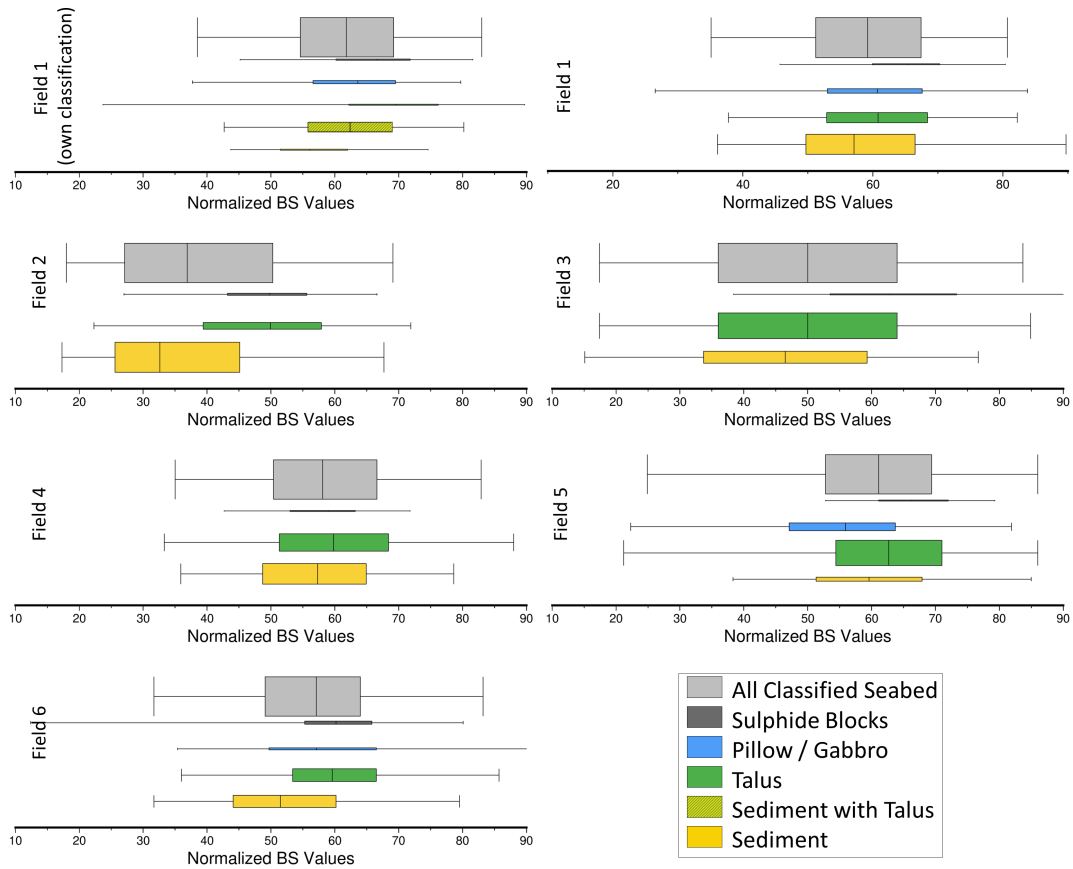 Field 1
(own classification)
10 20 30 40 50 60 70 80 90
Normalized BS Values
Field 1
20 40 60 80
Normalized BS Values
Field 2
10 20 30 40 50 60 70 80 90
Normalized BS Values
Field 3
10 20 30 40 50 60 70 80 90
Normalized BS Values
Field 4
10 20 30 40 50 60 70 80 90
Normalized BS Values
Field 5
10 20 30 40 50 60 70 80 90
Normalized BS Values
Field 6
10 20 30 40 50 60 70 80 90
Normalized BS Values
All Classified Seabed
Sulphide Blocks
Pillow / Gabbro
Talus
Sediment with Talus
Sediment